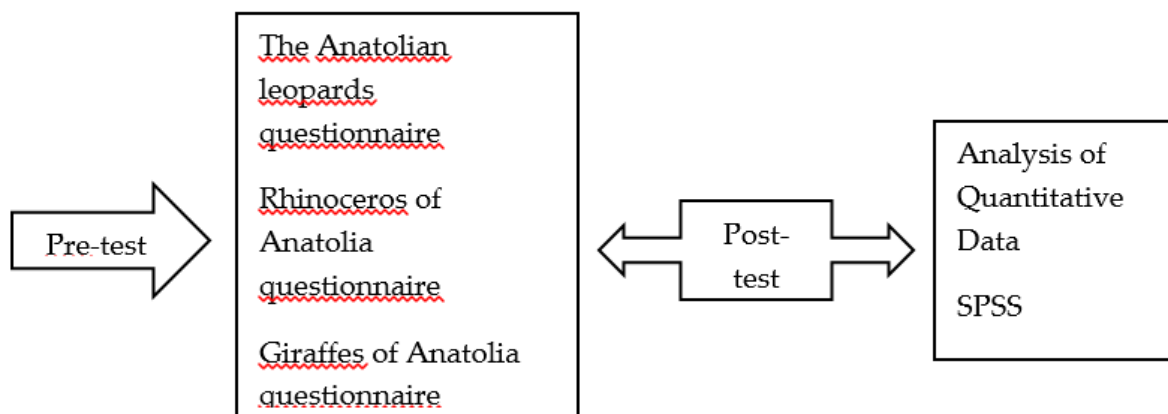 Pre-test
The Anatolian
leopards
questionnaire
Rhinoceros of
Anatolia
questionnaire
Giraffes of Anatolia
questionnaire
Post-
test
Analysis of
Quantitative
Data
SPSS